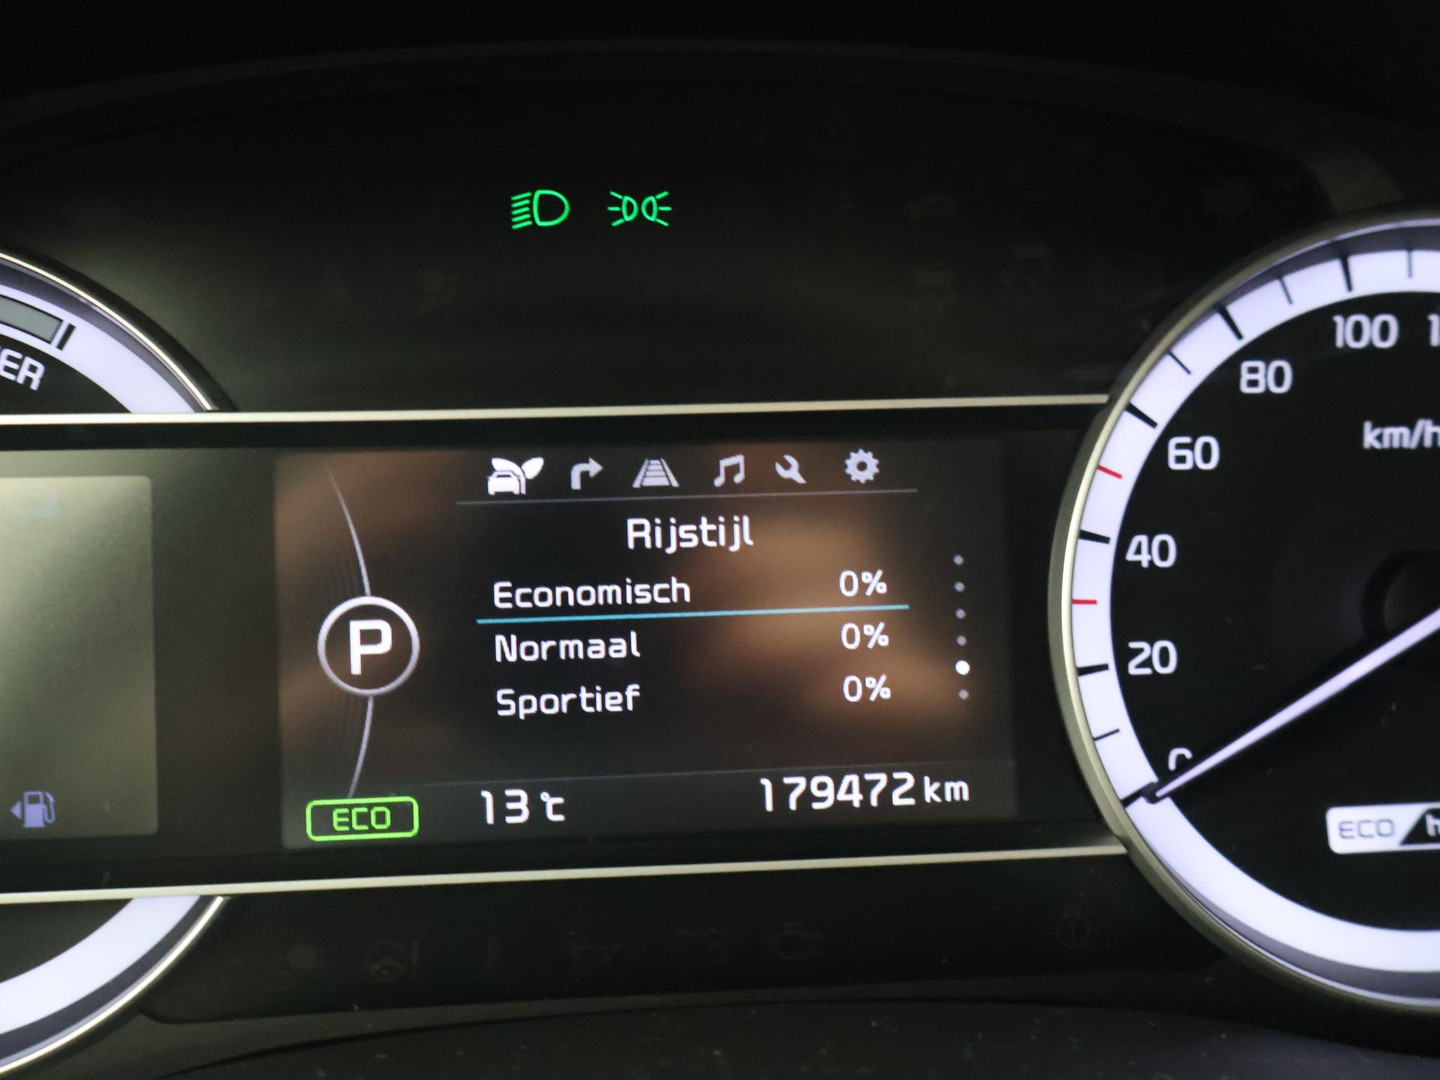 ER
100
80
km/h
60
Rijstijl
40
Economisch 0%
Normaal 0%
P
20
Sportief 0%
0
13°C 179472 km
ECO
ECO